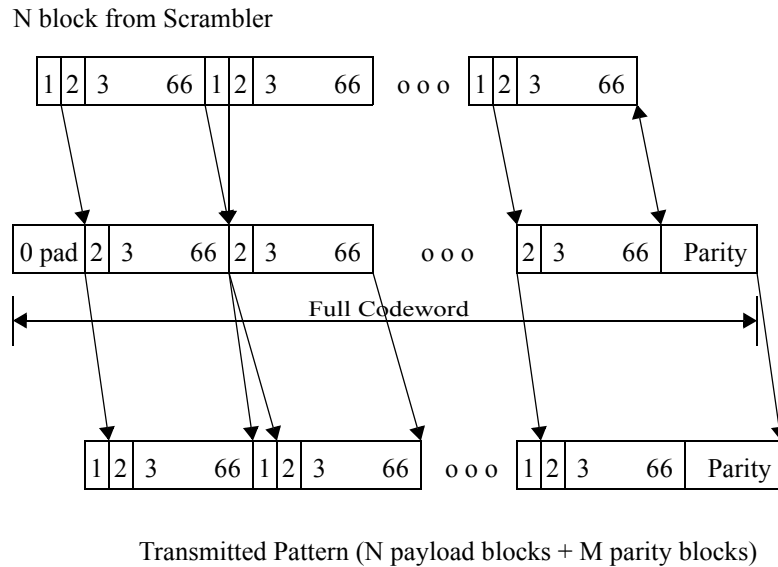 N block from Scrambler
1 2 3 66 1 2 3 66 o o o 1 2 3 66
0 pad 2 3 66 2 3 66 o o o 2 3 66 Parity
Full Codeword
1 2 3 66 1 2 3 66 o o o 1 2 3 66 Parity
Transmitted Pattern (N payload blocks + M parity blocks)